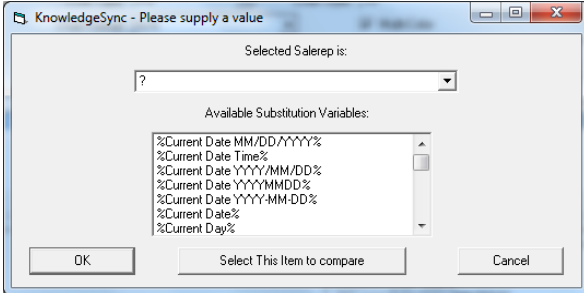 KnowledgeSync - Please supply a value
Selected Salerep is:
?
Available Substitution Variables:
%Current Date MM/DD/YYYY%
%Current Date Time%
%Current Date YYYY/MM/DD%
%Current Date YYYYMMDD%
%Current Date YYYY-MM-DD%
%Current Date%
%Current Day%
OK
Select This Item to compare
Cancel